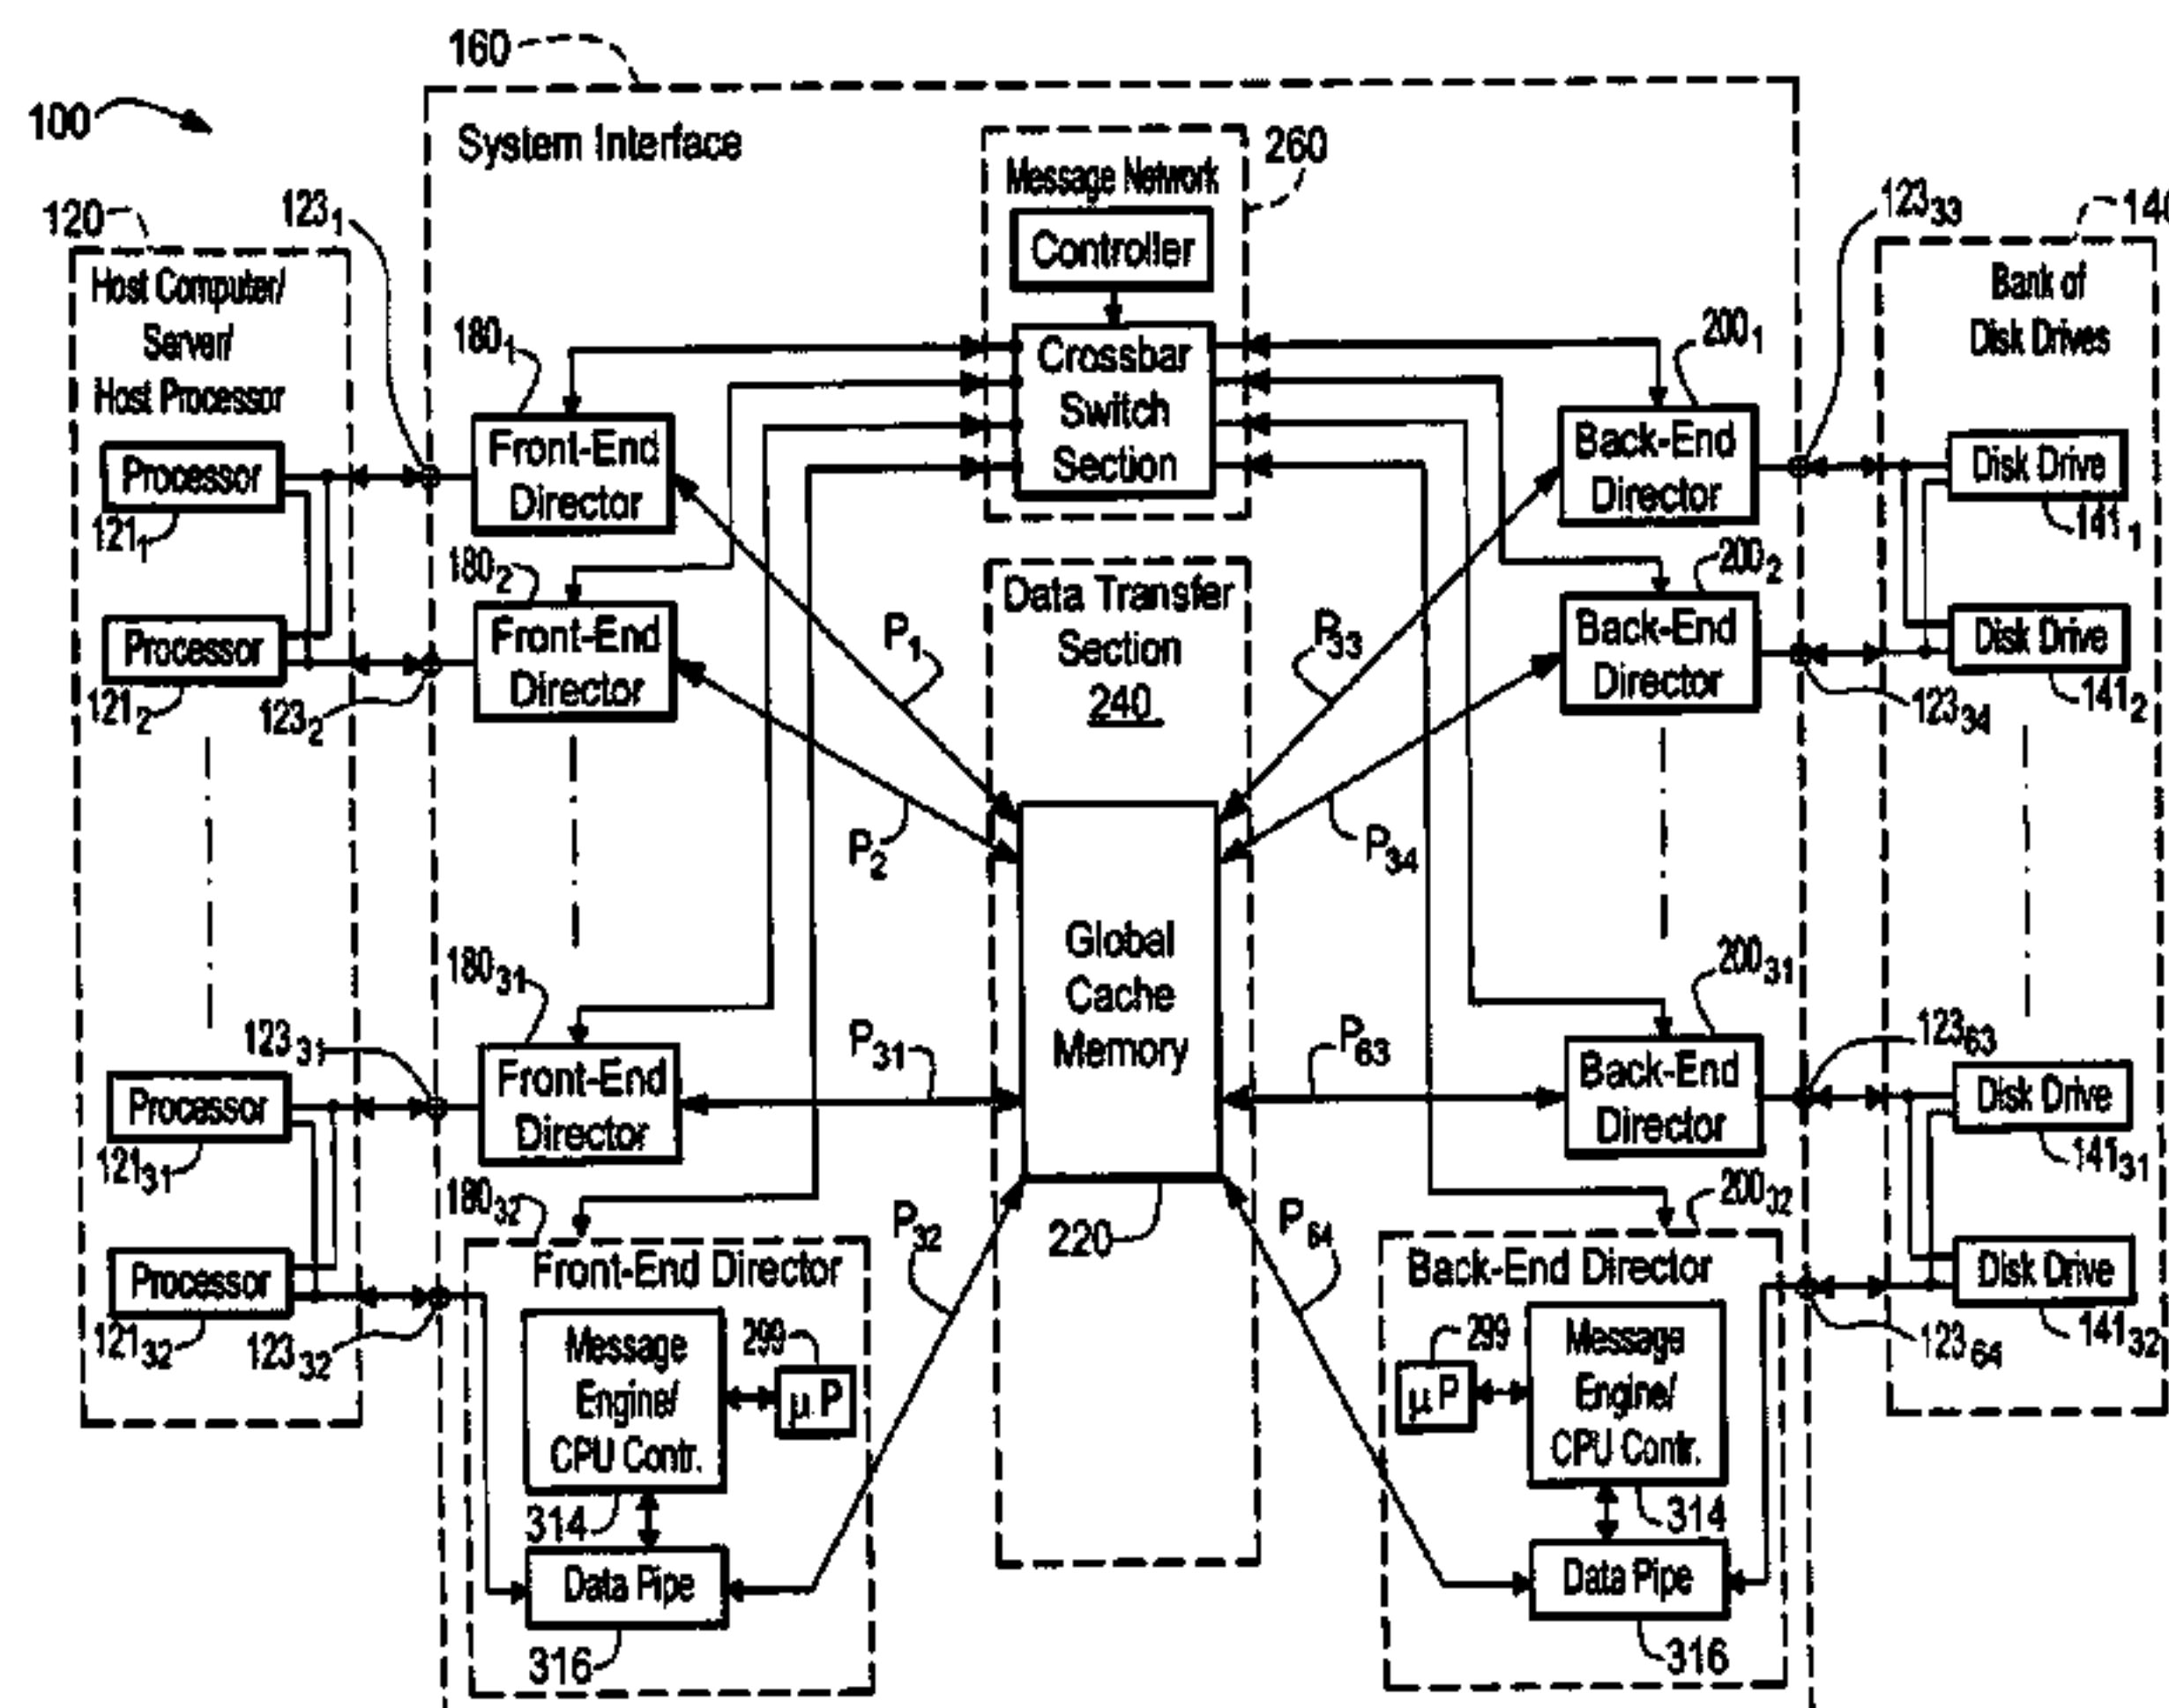 160
100
System Interface
260
Message Network
Controller
120
123₁
123₃₃
140
Host Computer/
Server/
Host Processor
Bank of
Disk Drives
180₁
Crossbar
Switch
Section
200₁
Processor
121₁
Front-End
Director
Back-End
Director
Disk Drive
141₁
180₂
200₂
Data Transfer
Section
240
Processor
121₂
123₂
Front-End
Director
P₁
P₃₃
Back-End
Director
123₃₄
Disk Drive
141₂
P₂
P₃₄
Global
Cache
Memory
180₃₁
200₃₁
123₃₁
P₃₁
P₆₃
123₆₃
Processor
121₃₁
Front-End
Director
Back-End
Director
Disk Drive
141₃₁
180₃₂
P₃₂
220
P₆₄
200₃₂
Processor
121₃₂
123₃₂
Front-End Director
Message
Engine/
CPU Contr.
299
μP
314
Data Pipe
316
Back-End Director
299
μP
Message
Engine/
CPU Contr.
314
Data Pipe
316
123₆₄
Disk Drive
141₃₂